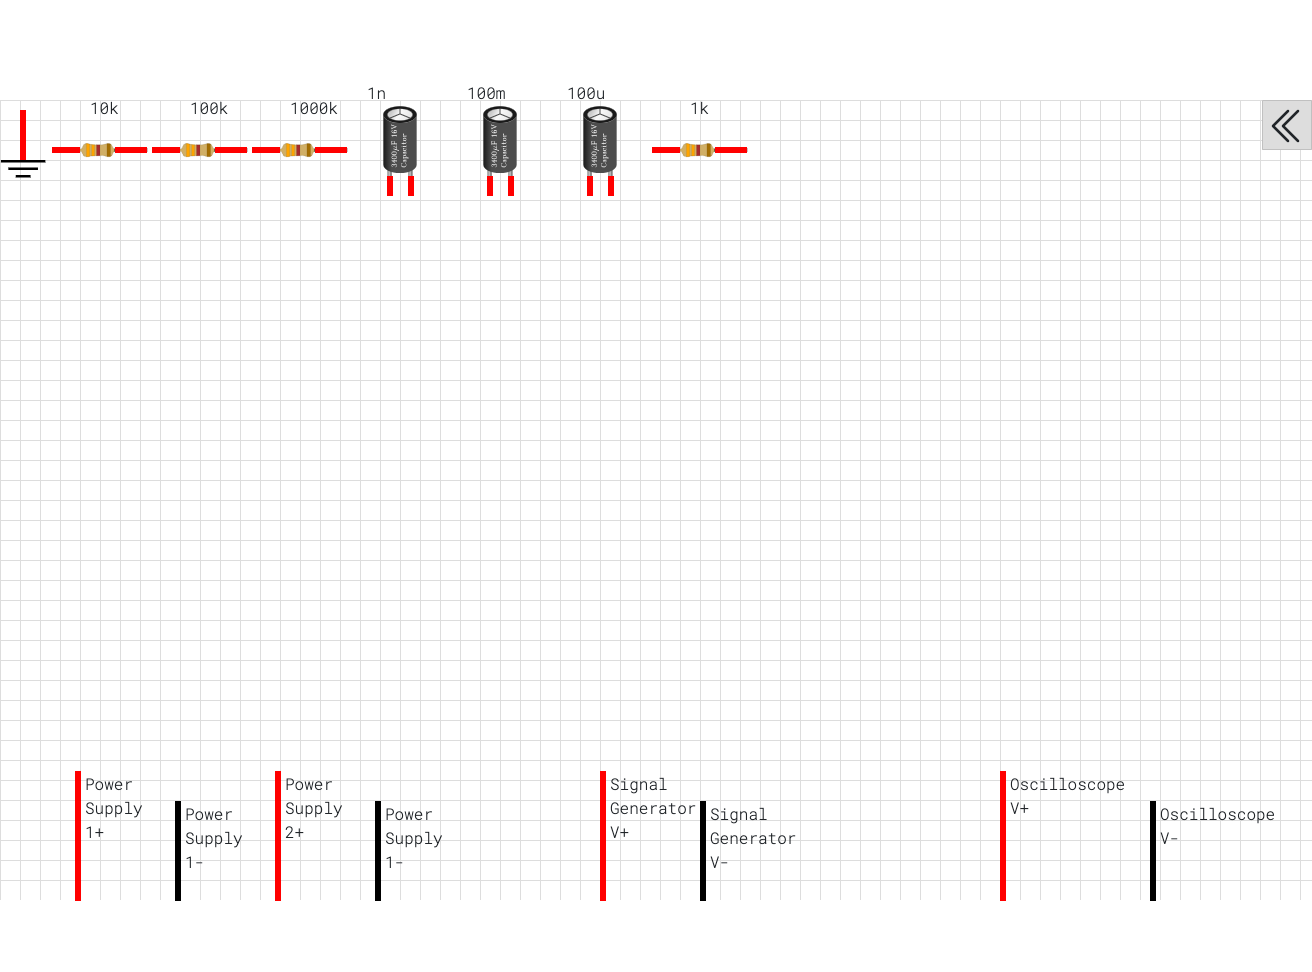 10k
100k
1000k
1n
100m
100u
1k
3400µF 16V
Capacitor
3400µF 16V
Capacitor
3400µF 16V
Capacitor
Power
Supply
1+
Power
Supply
1-
Power
Supply
2+
Power
Supply
1-
Signal
Generator
V+
Signal
Generator
V-
Oscilloscope
V+
Oscilloscope
V-